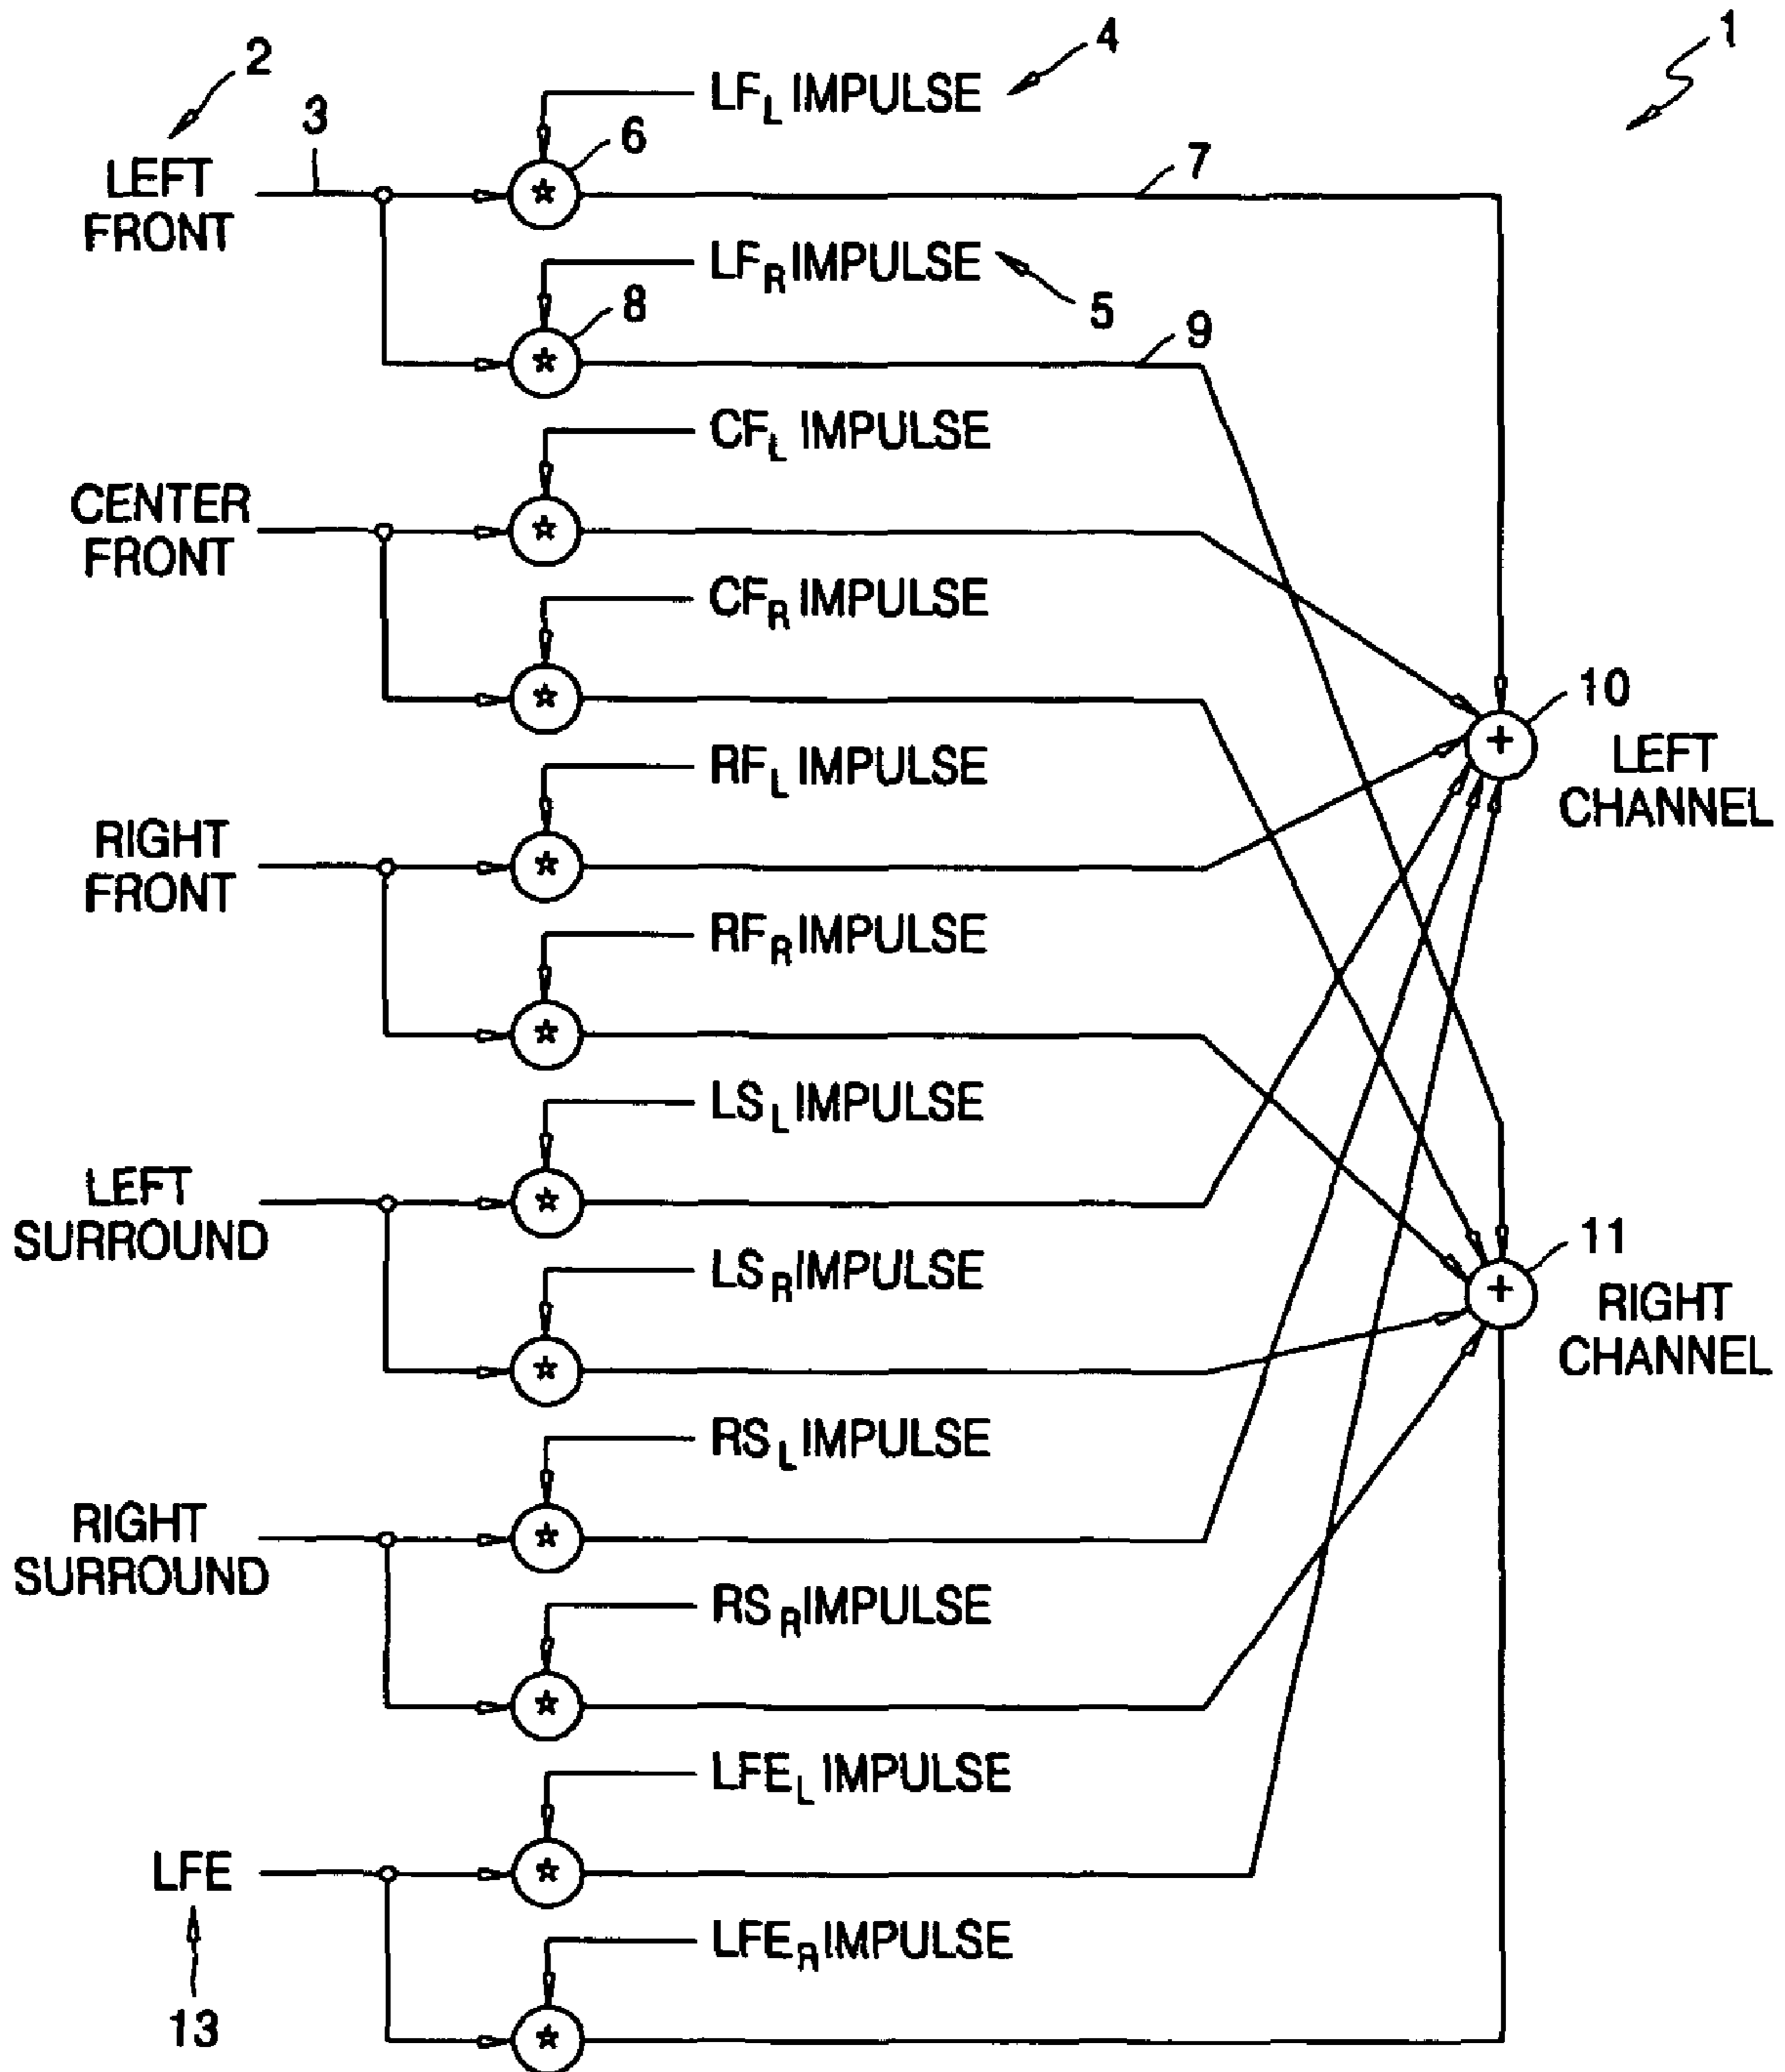 1
2
4
LF_L IMPULSE
3
6
7
LEFT
FRONT
LF_R IMPULSE
5
8
9
CF_L IMPULSE
CENTER
FRONT
CF_R IMPULSE
10
LEFT
CHANNEL
RF_L IMPULSE
RIGHT
FRONT
RF_R IMPULSE
LS_L IMPULSE
LEFT
SURROUND
LS_R IMPULSE
11
RIGHT
CHANNEL
RS_L IMPULSE
RIGHT
SURROUND
RS_R IMPULSE
LFE_L IMPULSE
LFE
LFE_R IMPULSE
13